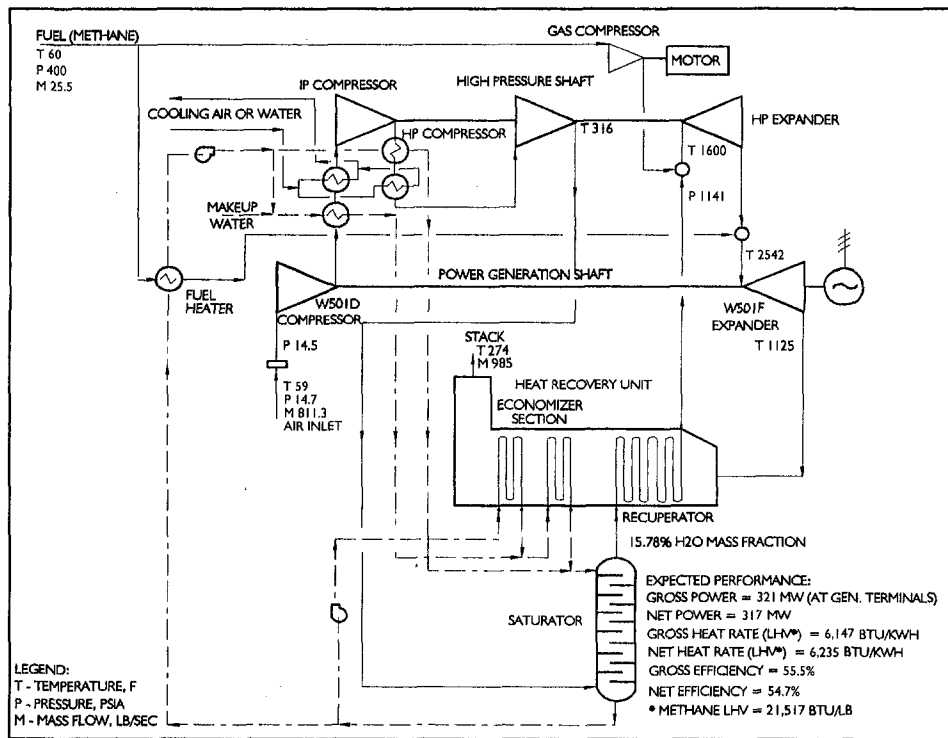 FUEL (METHANE)
T 60
P 400
M 25.5
GAS COMPRESSOR
MOTOR
IP COMPRESSOR
HIGH PRESSURE SHAFT
COOLING AIR OR WATER
HP COMPRESSOR
T 316
HP EXPANDER
T 1600
P 1141
MAKEUP
WATER
T 2542
FUEL
HEATER
POWER GENERATION SHAFT
W501D
COMPRESSOR
W501F
EXPANDER
P 14.5
T 1125
STACK
T 274
M 985
T 59
P 14.7
M 811.3
AIR INLET
HEAT RECOVERY UNIT
ECONOMIZER
SECTION
RECUPERATOR
15.78% H2O MASS FRACTION
SATURATOR
EXPECTED PERFORMANCE:
GROSS POWER = 321 MW (AT GEN. TERMINALS)
NET POWER = 317 MW
GROSS HEAT RATE (LHV*) = 6,147 BTU/KWH
NET HEAT RATE (LHV*) = 6,235 BTU/KWH
GROSS EFFICIENCY = 55.5%
NET EFFICIENCY = 54.7%
* METHANE LHV = 21,517 BTU/LB
LEGEND:
T - TEMPERATURE, F
P - PRESSURE, PSIA
M - MASS FLOW, LB/SEC